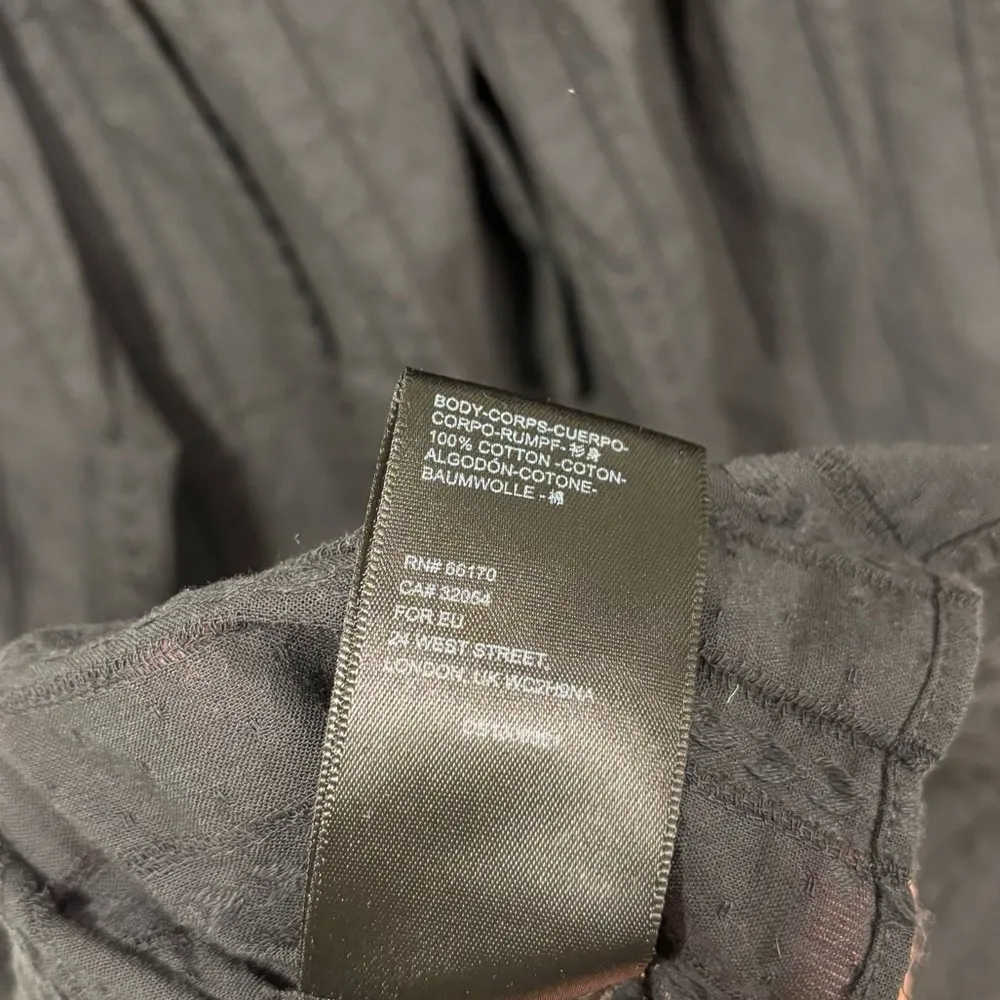 BODY-CORPS-CUERPO-
CORPO-RUMPF-衫身
100% COTTON -COTON-
ALGODÓN-COTONE-
BAUMWOLLE -棉
RN# 66170
CA# 32054
FOR EU
24 WEST STREET,
LONDON, UK WC2H9NA